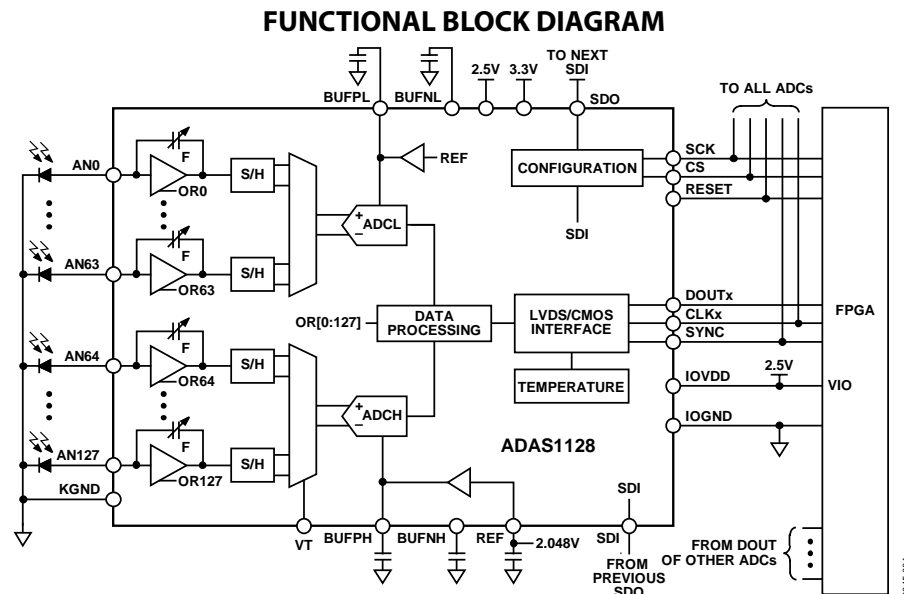 FUNCTIONAL BLOCK DIAGRAM
TO NEXT
SDI
2.5V
3.3V
BUFPL
BUFNL
SDO
TO ALL ADCs
AN0
F
OR0
S/H
REF
CONFIGURATION
SCK
CS
RESET
SDI
+
–
ADCL
AN63
F
OR63
S/H
OR[0:127]
DATA
PROCESSING
LVDS/CMOS
INTERFACE
DOUTx
CLKx
SYNC
FPGA
AN64
F
OR64
S/H
TEMPERATURE
IOVDD
2.5V
VIO
+
–
ADCH
IOGND
ADAS1128
AN127
F
OR127
S/H
KGND
SDI
VT
BUFPH
BUFNH
REF
2.048V
SDI
FROM
PREVIOUS
SDO
FROM DOUT
OF OTHER ADCs